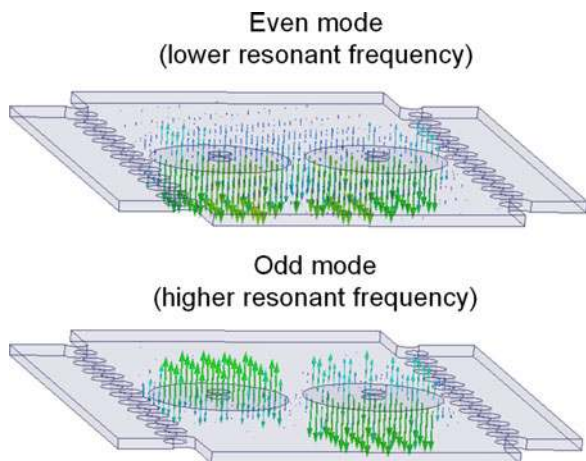 Even mode
(lower resonant frequency)
Odd mode
(higher resonant frequency)